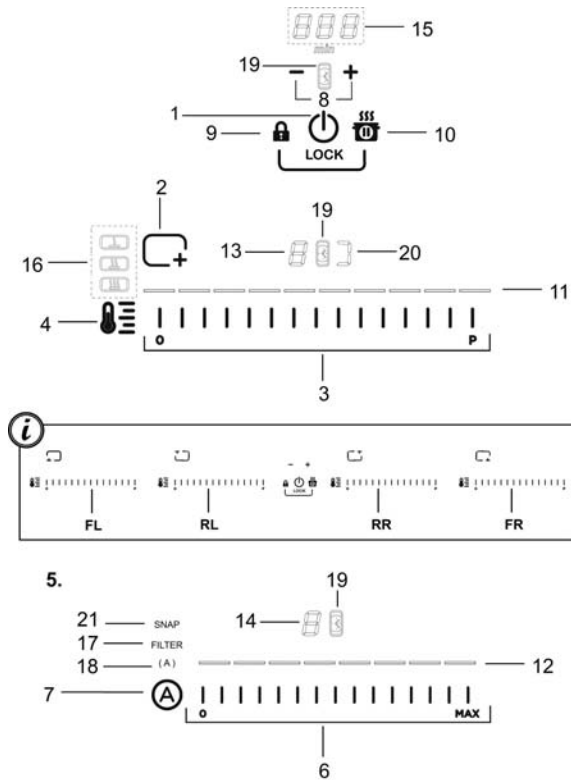 888 15
min
19
- +
8
1
9 10
LOCK
2
19
13 20
16
11
4
0 P
3
i
- +
LOCK
FL RL RR FR
5.
19
21 SNAP 14
17 FILTER
18 (A) 12
7 A
0 MAX
6